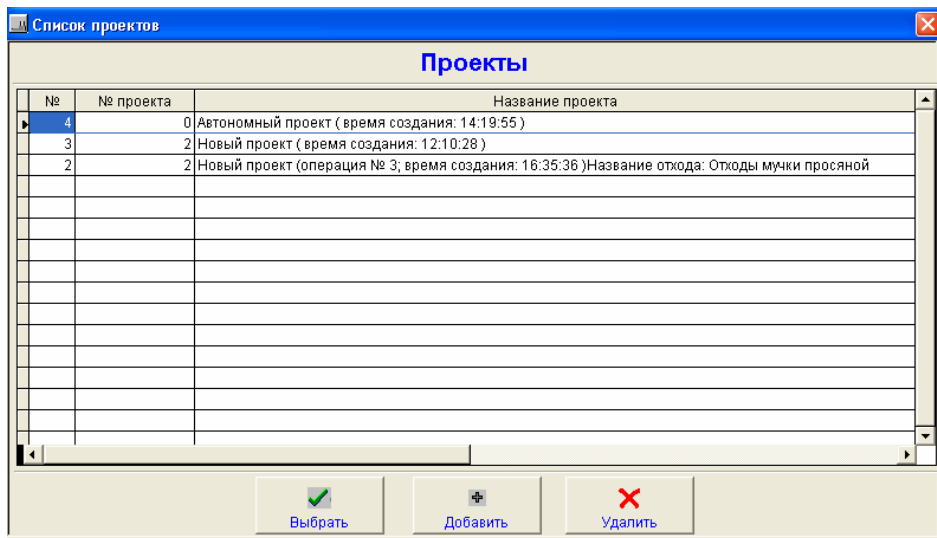 Список проектов
Проекты
№ № проекта Название проекта
4 0 Автономный проект ( время создания: 14:19:55 )
3 2 Новый проект ( время создания: 12:10:28 )
2 2 Новый проект (операция № 3; время создания: 16:35:36 )Название отхода: Отходы мучки просяной
Выбрать Добавить Удалить